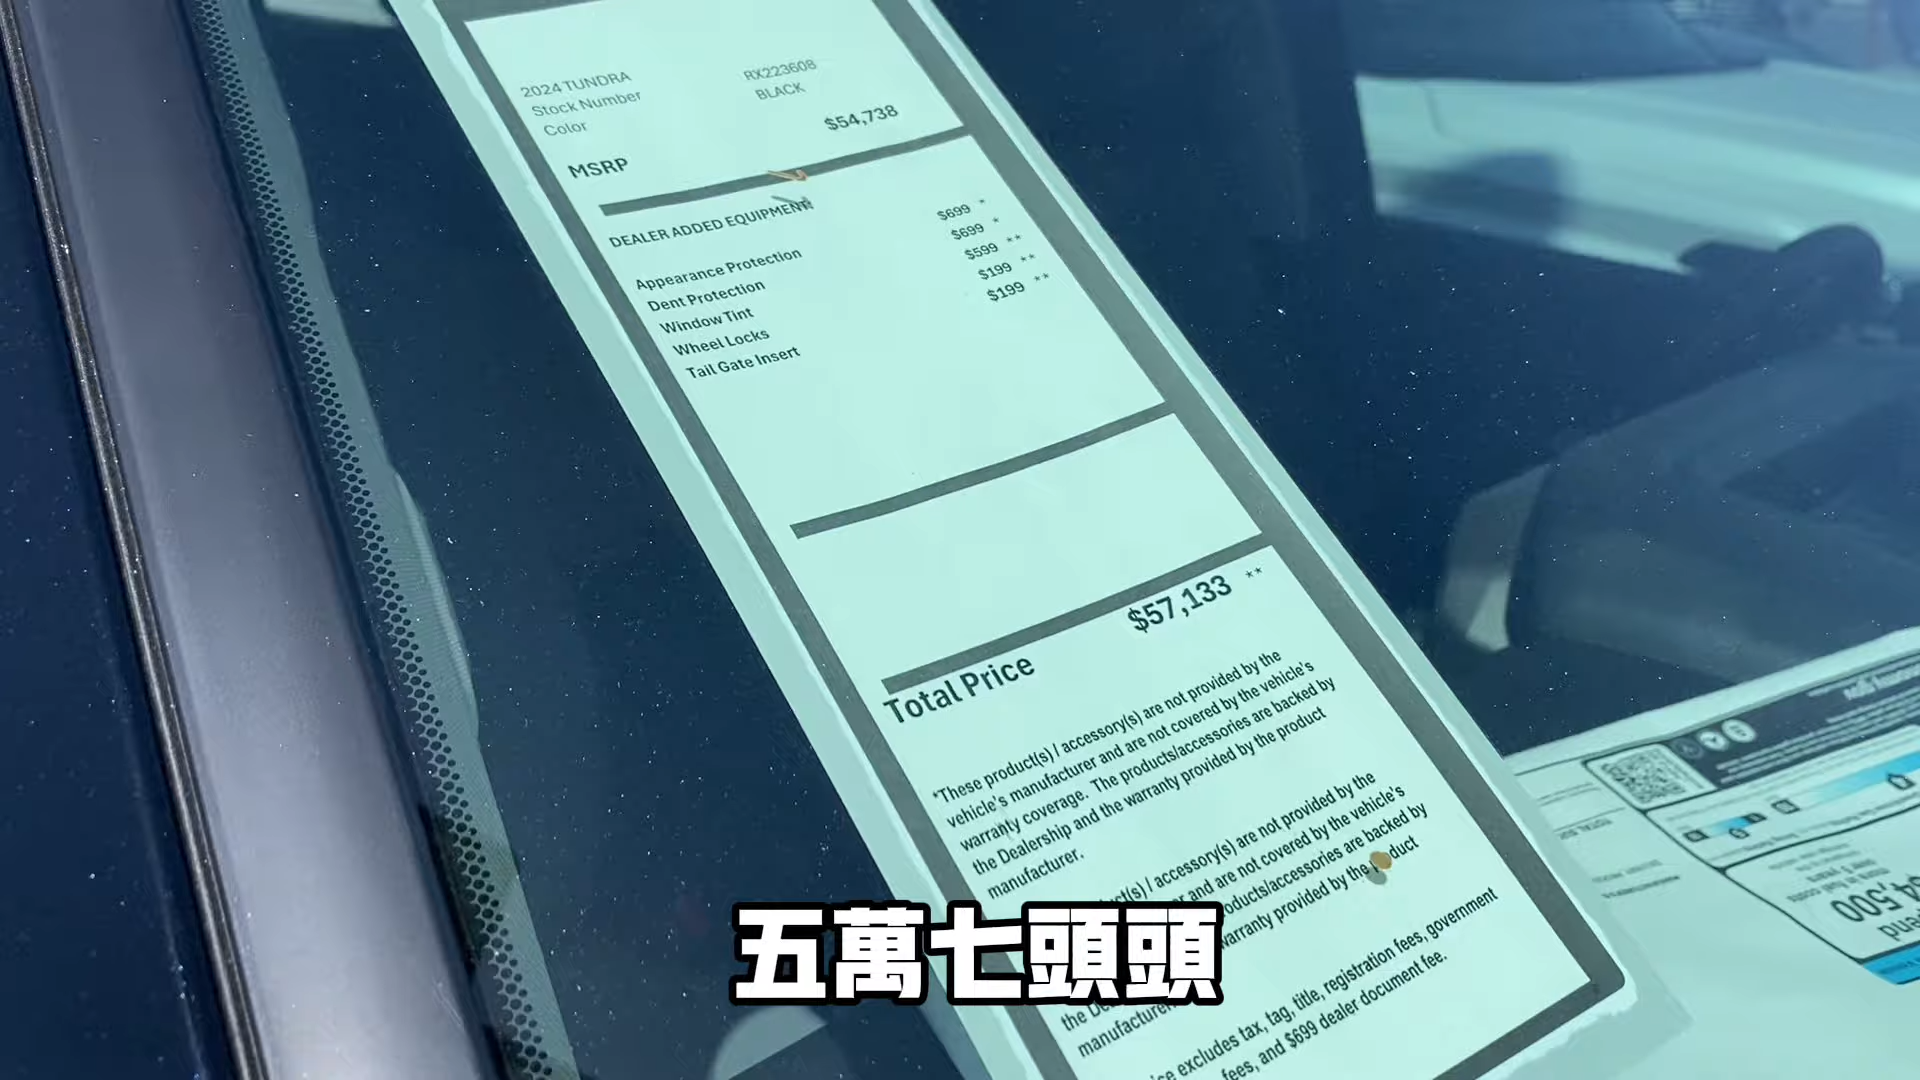 2024 TUNDRA
Stock Number RX223608
Color BLACK
MSRP $54,738
DEALER ADDED EQUIPMENT:
Appearance Protection $699 *
Dent Protection $699 *
Window Tint $599 **
Wheel Locks $199 **
Tail Gate Insert $199 **
Total Price $57,133 **
*These product(s) / accessory(s) are not provided by the
vehicle's manufacturer and are not covered by the vehicle's
warranty coverage. The products/accessories are backed by
the Dealership and the warranty provided by the product
manufacturer.
/ accessory(s) are not provided by the
and are not covered by the vehicle's
are backed by
warranty provided by the product
the
manufacturer.
excludes tax, tag, title, registration fees, government
fees, and $699 dealer document fee.
五萬七頭頭